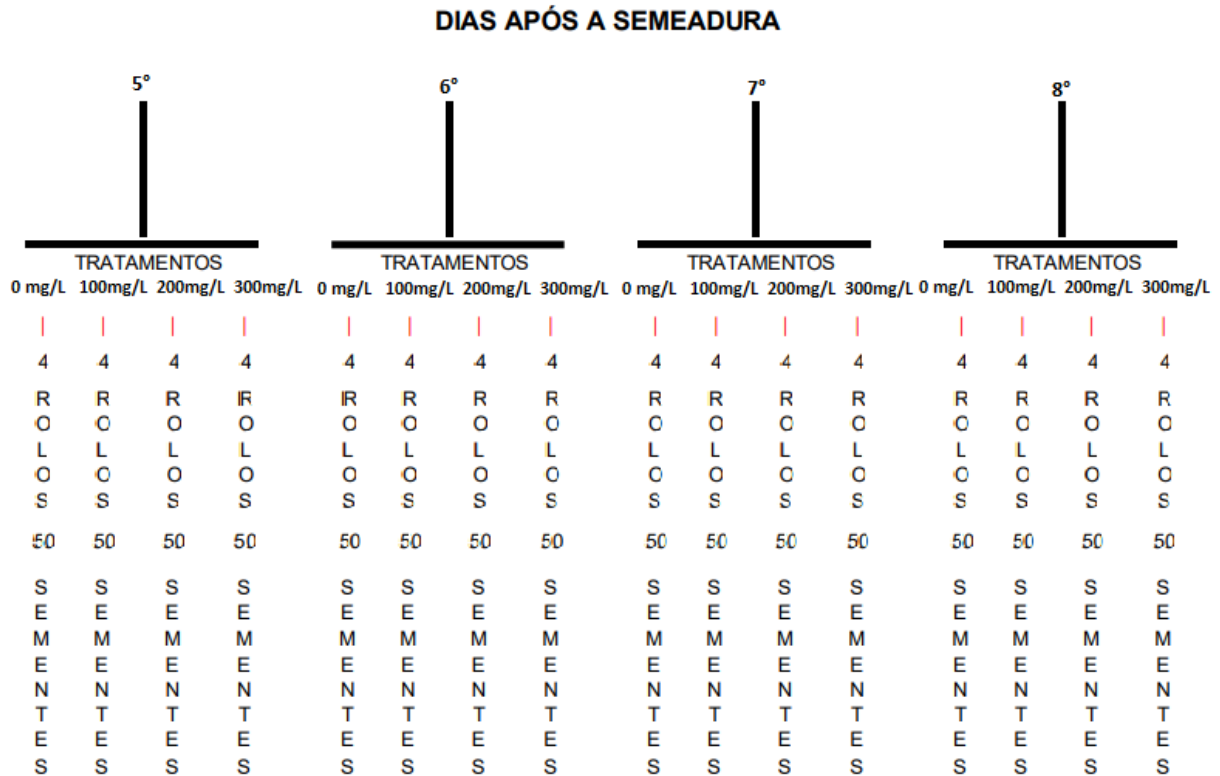 DIAS APÓS A SEMEADURA
5° 6° 7° 8°
TRATAMENTOS TRATAMENTOS TRATAMENTOS TRATAMENTOS
0 mg/L 100mg/L 200mg/L 300mg/L 0 mg/L 100mg/L 200mg/L 300mg/L 0 mg/L 100mg/L 200mg/L 300mg/L 0 mg/L 100mg/L 200mg/L 300mg/L
4 4 4 4 4 4 4 4 4 4 4 4 4 4 4 4
R R R R R R R R R R R R R R R R
O O O O O O O O O O O O O O O O
L L L L L L L L L L L L L L L L
O O O O O O O O O O O O O O O O
S S S S S S S S S S S S S S S S
50 50 50 50 50 50 50 50 50 50 50 50 50 50 50 50
S S S S S S S S S S S S S S S S
E E E E E E E E E E E E E E E E
M M M M M M M M M M M M M M M M
E E E E E E E E E E E E E E E E
N N N N N N N N N N N N N N N N
T T T T T T T T T T T T T T T T
E E E E E E E E E E E E E E E E
S S S S S S S S S S S S S S S S